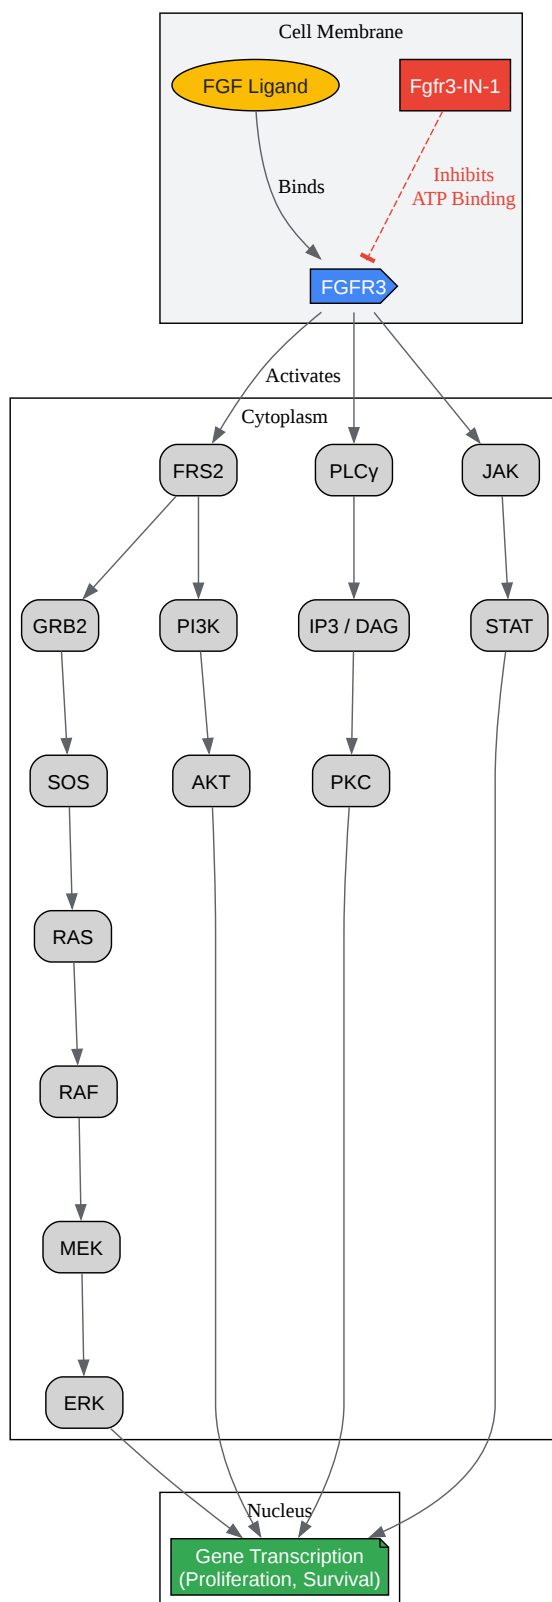 Cell Membrane
FGF Ligand
Fgfr3-IN-1
Binds
Inhibits
ATP Binding
FGFR3
Activates
Cytoplasm
FRS2
PLCγ
JAK
GRB2
PI3K
IP3 / DAG
STAT
SOS
AKT
PKC
RAS
RAF
MEK
ERK
Nucleus
Gene Transcription
(Proliferation, Survival)